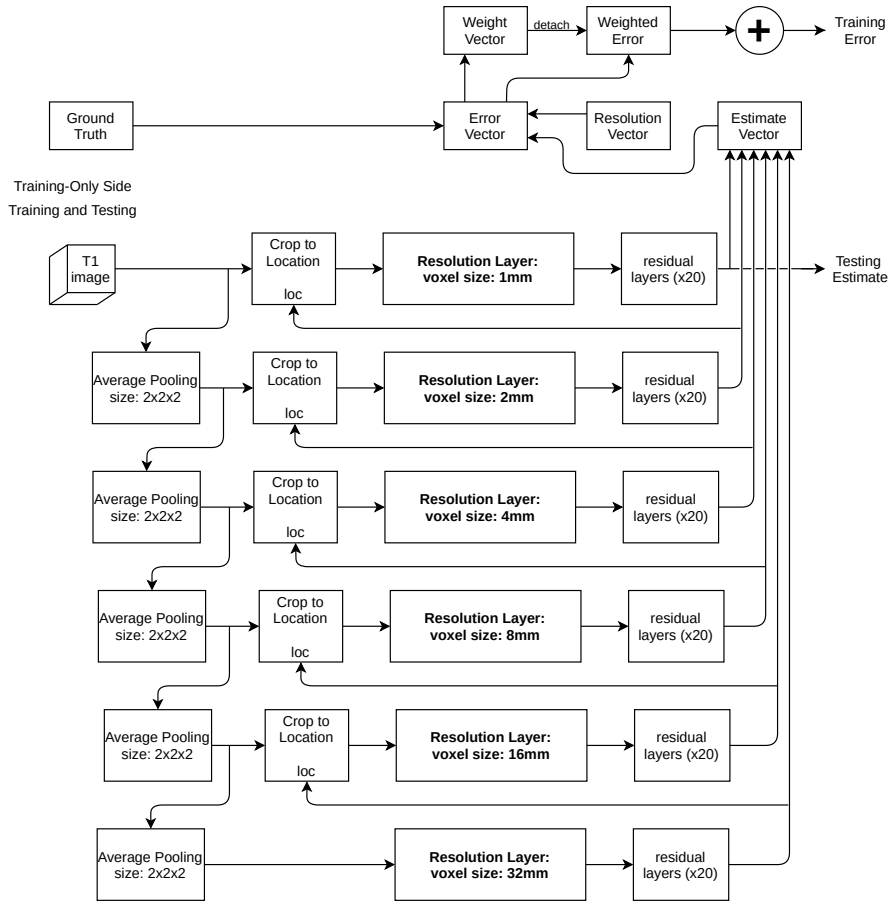 Weight
Vector
detach
Weighted
Error
+
Training
Error
Ground
Truth
Error
Vector
Resolution
Vector
Estimate
Vector
Training-Only Side
Training and Testing
T1
image
Crop to
Location
loc
Resolution Layer:
voxel size: 1mm
residual
layers (x20)
Testing
Estimate
Average Pooling
size: 2x2x2
Crop to
Location
loc
Resolution Layer:
voxel size: 2mm
residual
layers (x20)
Average Pooling
size: 2x2x2
Crop to
Location
loc
Resolution Layer:
voxel size: 4mm
residual
layers (x20)
Average Pooling
size: 2x2x2
Crop to
Location
loc
Resolution Layer:
voxel size: 8mm
residual
layers (x20)
Average Pooling
size: 2x2x2
Crop to
Location
loc
Resolution Layer:
voxel size: 16mm
residual
layers (x20)
Average Pooling
size: 2x2x2
Resolution Layer:
voxel size: 32mm
residual
layers (x20)